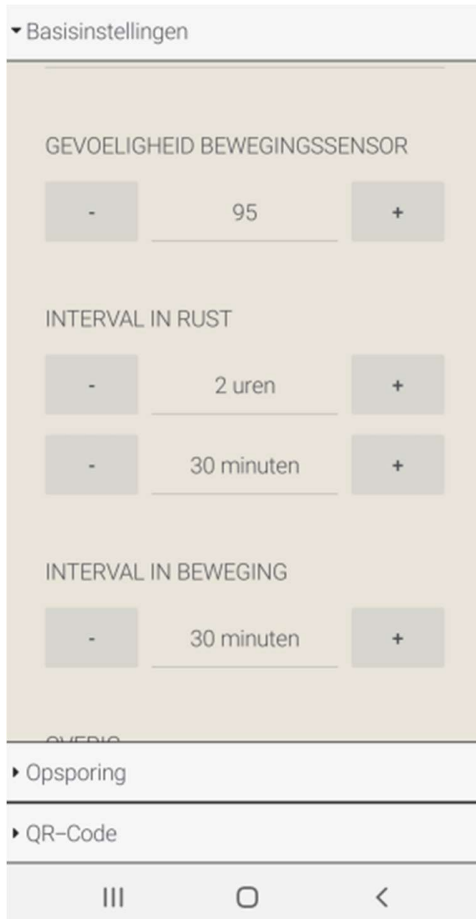 Basisinstellingen
GEVOELIGHEID BEWEGINGSSENSOR
- 95 +
INTERVAL IN RUST
- 2 uren +
- 30 minuten +
INTERVAL IN BEWEGING
- 30 minuten +
Opsporing
QR-Code